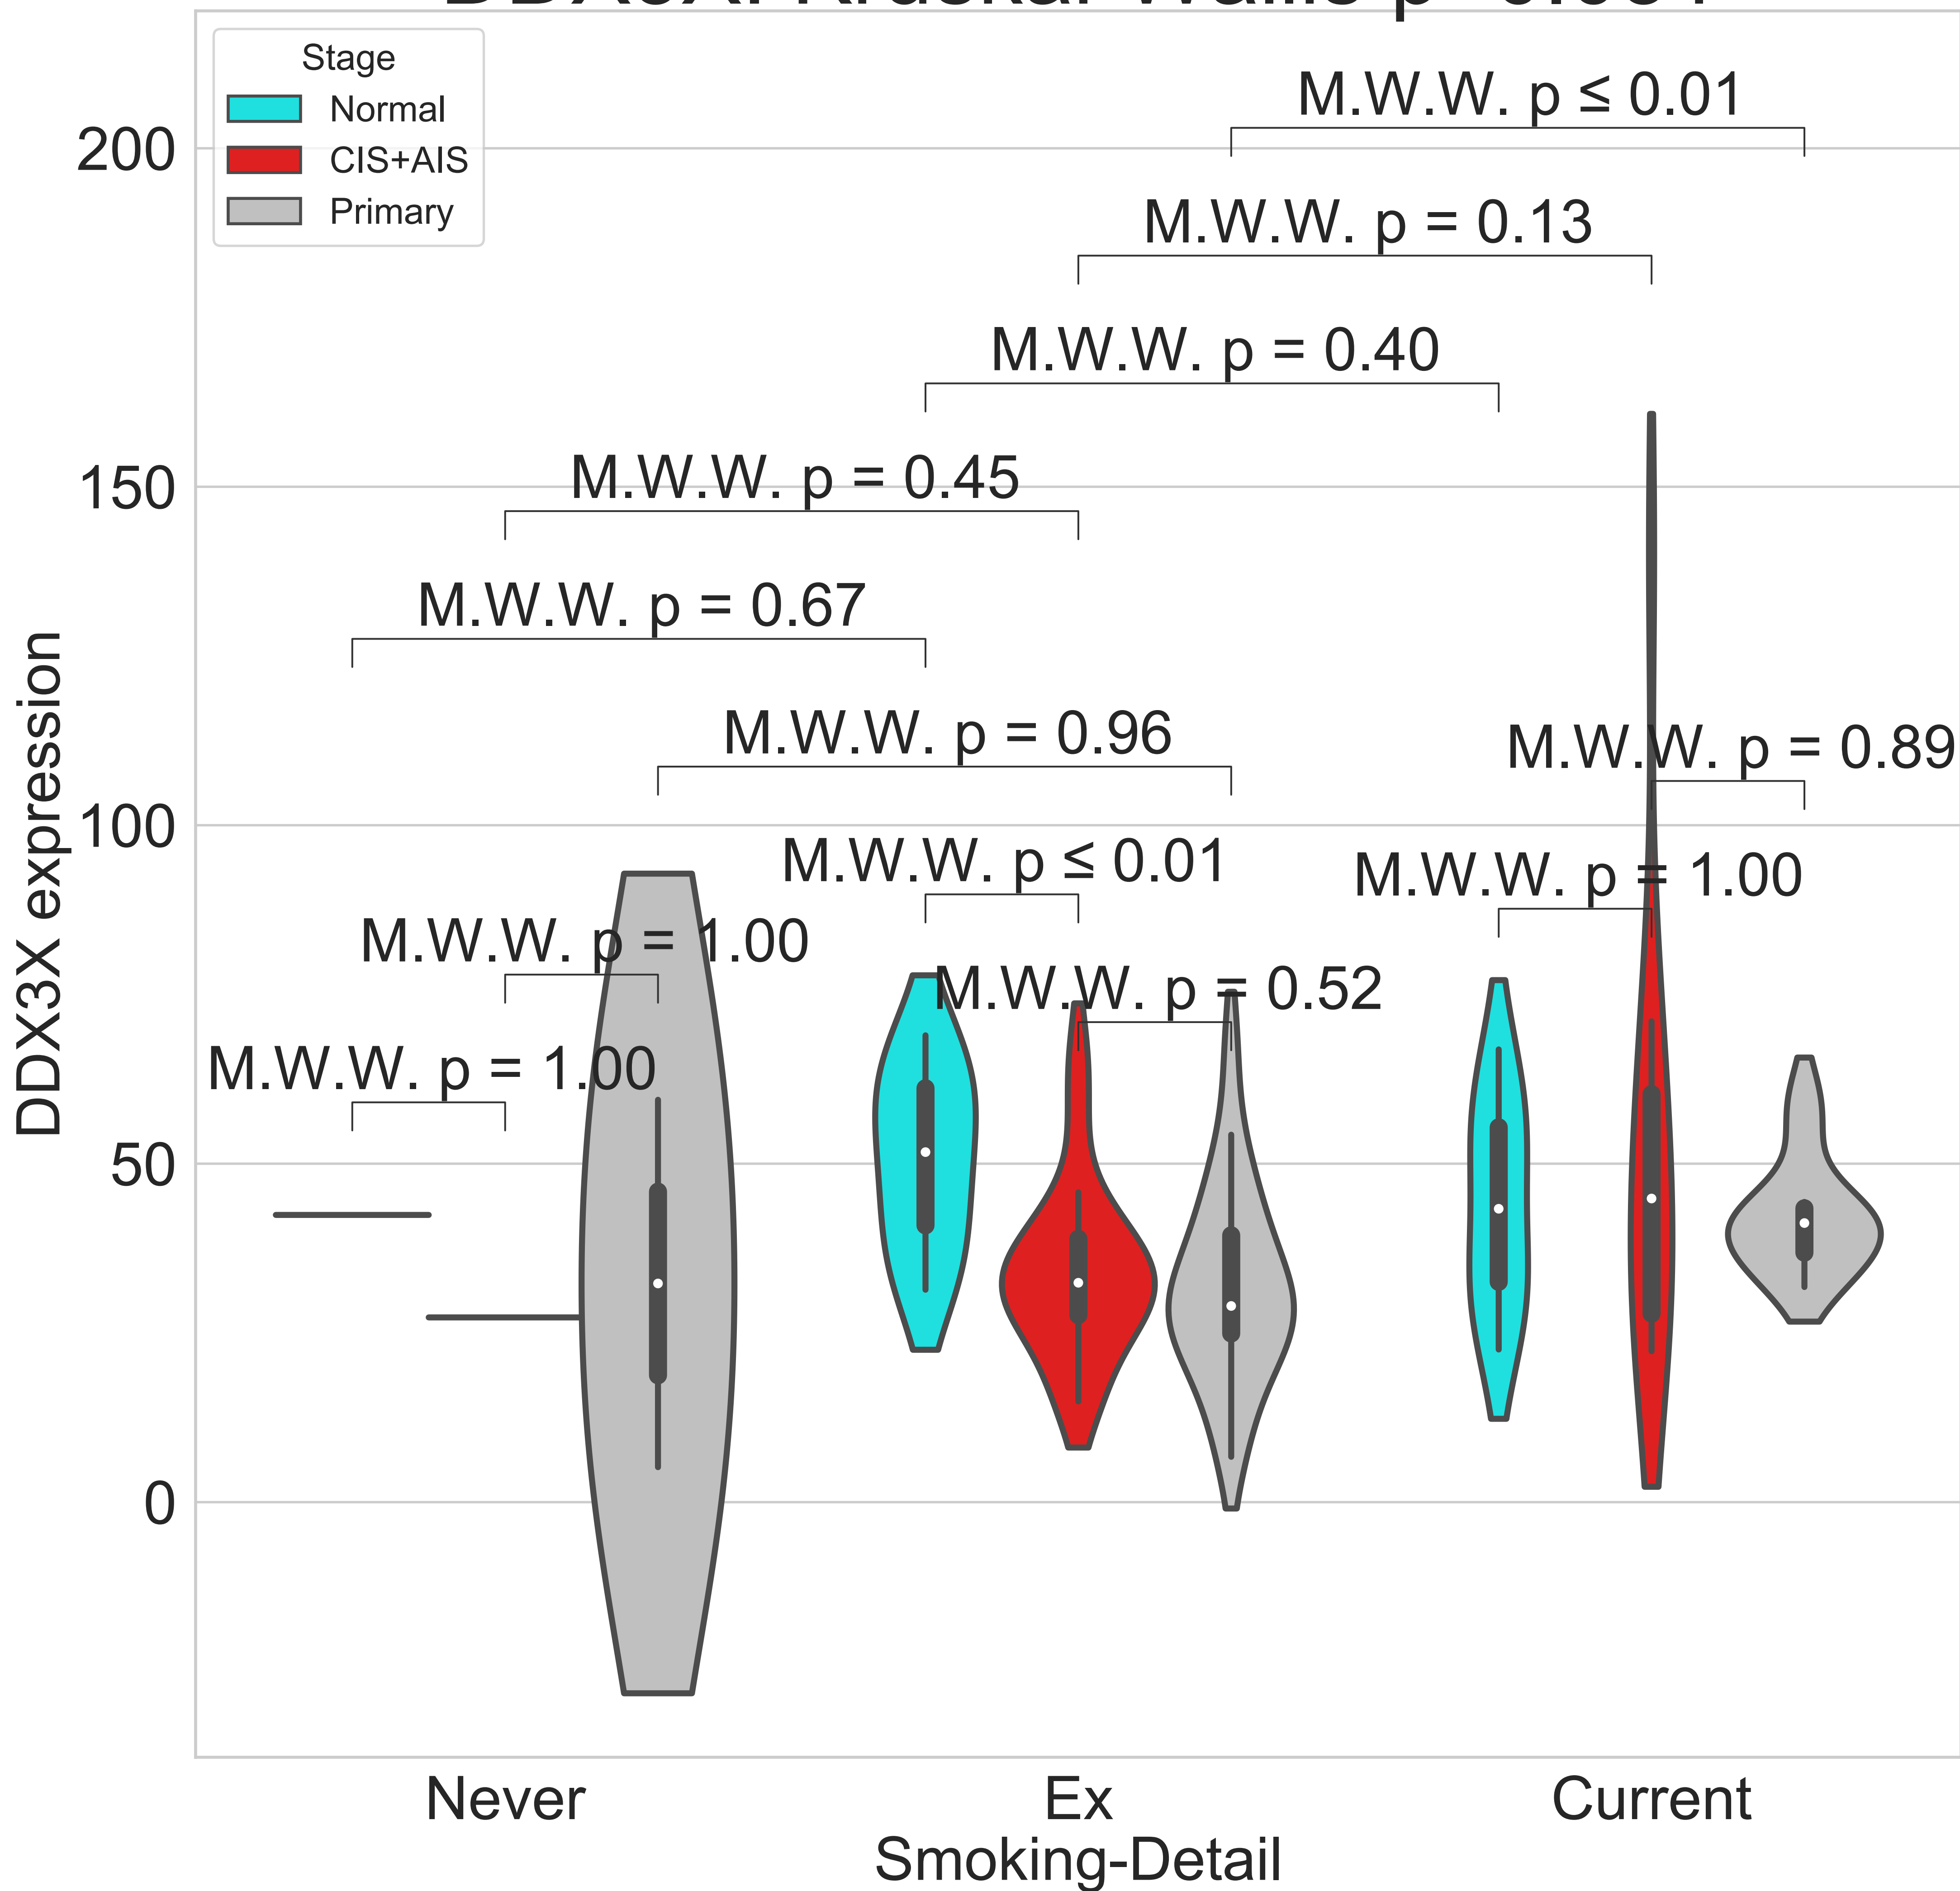 Stage
Normal
CIS+AIS
Primary
M.W.W. p ≤ 0.01
M.W.W. p = 0.13
M.W.W. p = 0.40
M.W.W. p = 0.45
M.W.W. p = 0.67
M.W.W. p = 0.96
M.W.W. p = 0.89
M.W.W. p ≤ 0.01
M.W.W. p = 1.00
M.W.W. p = 1.00
M.W.W. p = 0.52
M.W.W. p = 1.00
200
150
100
50
0
DDX3X expression
Never
Ex
Current
Smoking-Detail